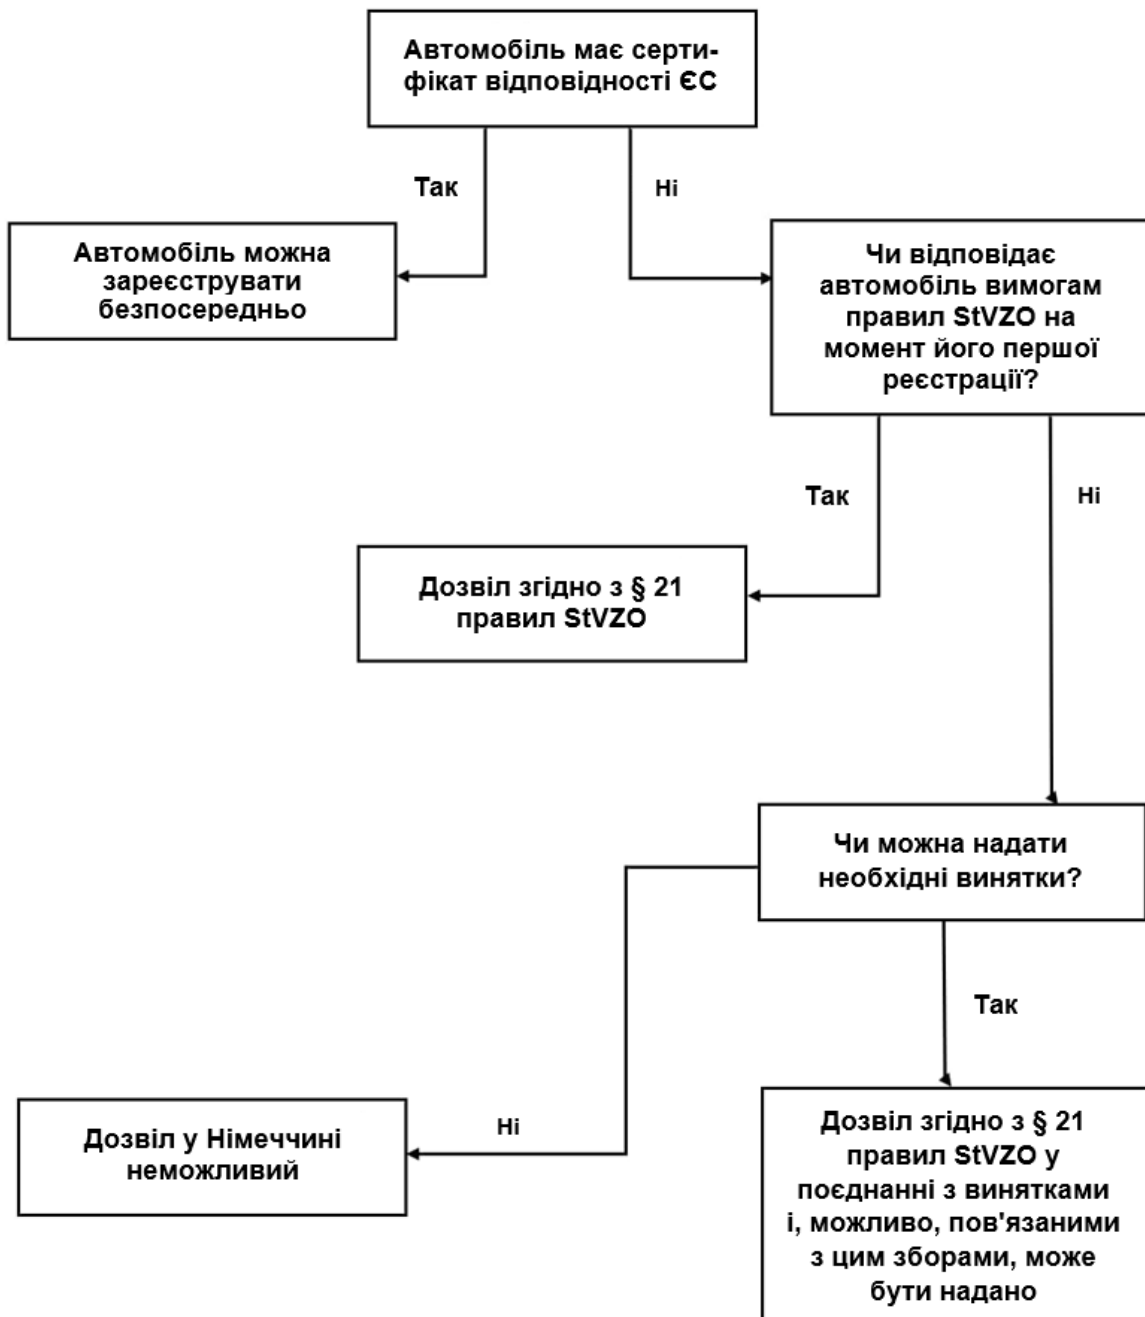 Автомобіль має серти-
фікат відповідності ЄС
Так
Ні
Автомобіль можна
зареєструвати
безпосередньо
Чи відповідає
автомобіль вимогам
правил StVZO на
момент його першої
реєстрації?
Так
Ні
Дозвіл згідно з § 21
правил StVZO
Чи можна надати
необхідні винятки?
Так
Ні
Дозвіл у Німеччині
неможливий
Дозвіл згідно з § 21
правил StVZO у
поєднанні з винятками
і, можливо, пов'язаними
з цим зборами, може
бути надано